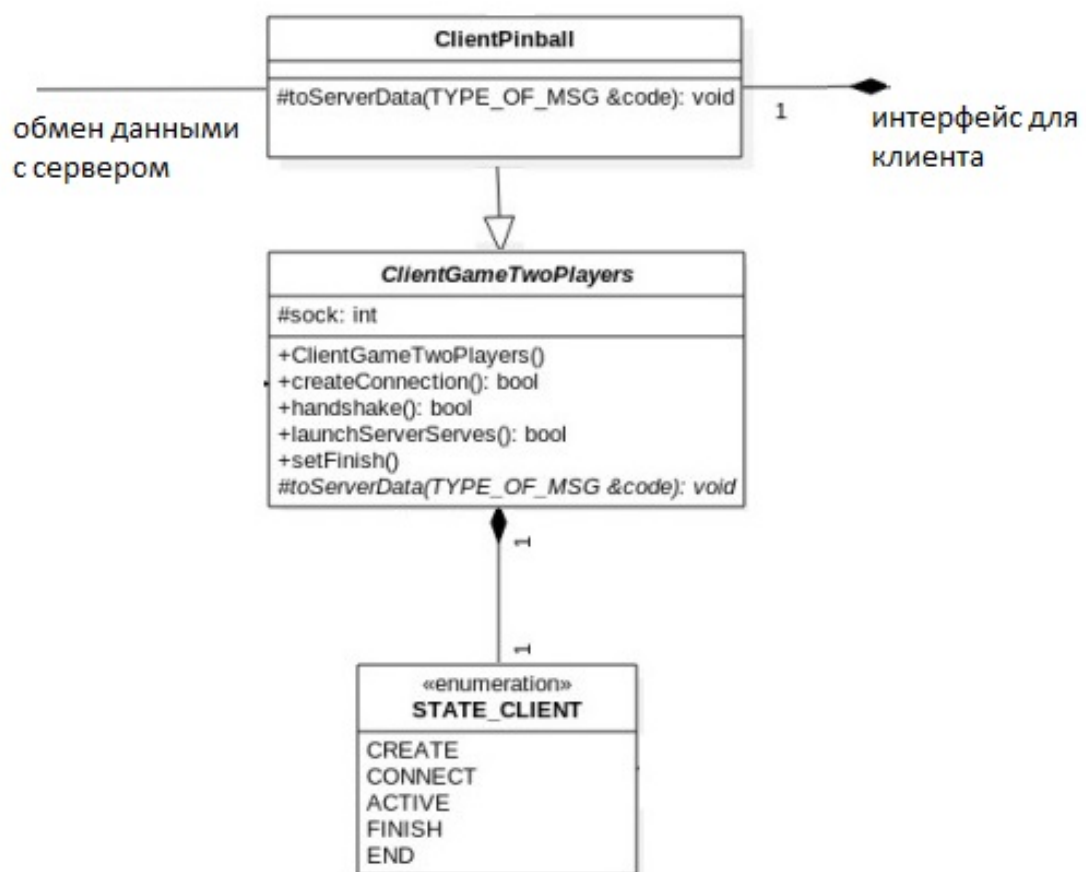 ClientPinball
#toServerData(TYPE_OF_MSG &code): void
обмен данными
с сервером
1
интерфейс для
клиента
ClientGameTwoPlayers
#sock: int
+ClientGameTwoPlayers()
+createConnection(): bool
+handshake(): bool
+launchServerServes(): bool
+setFinish()
#toServerData(TYPE_OF_MSG &code): void
1
1
«enumeration»
STATE_CLIENT
CREATE
CONNECT
ACTIVE
FINISH
END